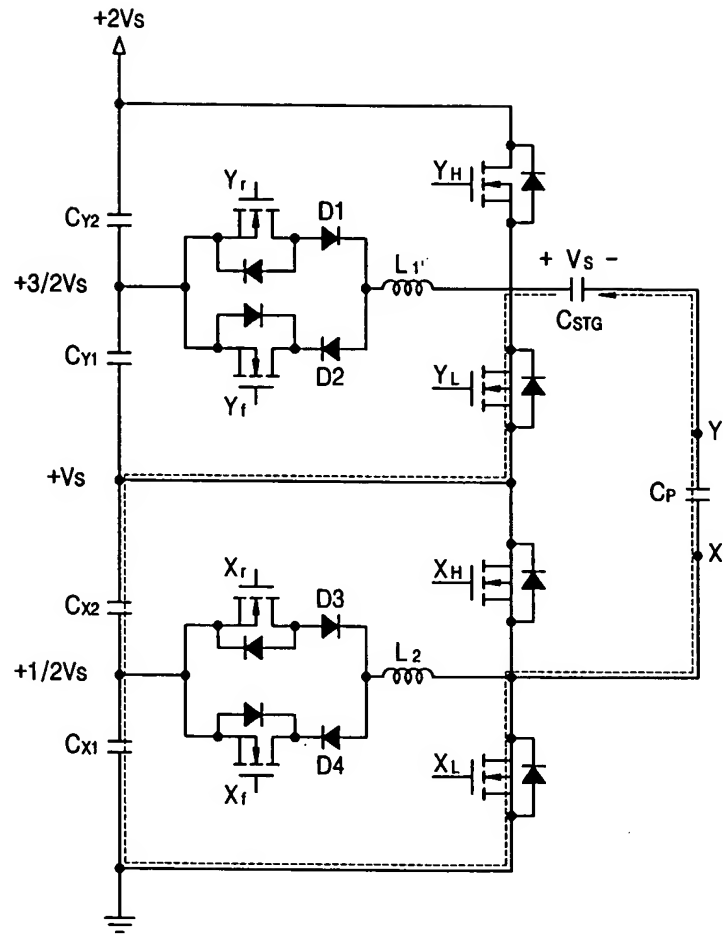 +2Vs
YH
Yr
D1
CY2
L1'
+ Vs −
+3/2Vs
CSTG
CY1
D2
YL
Yf
Y
+Vs
CP
X
Xr
XH
D3
CX2
L2
+1/2Vs
CX1
D4
XL
Xf